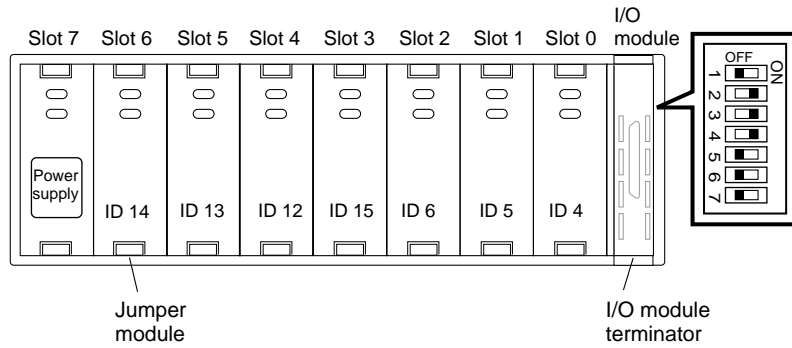 I/O
module
Slot 7 Slot 6 Slot 5 Slot 4 Slot 3 Slot 2 Slot 1 Slot 0
OFF
ON
1
2
3
4
5
6
7
Power
supply
ID 14 ID 13 ID 12 ID 15 ID 6 ID 5 ID 4
Jumper
module
I/O module
terminator